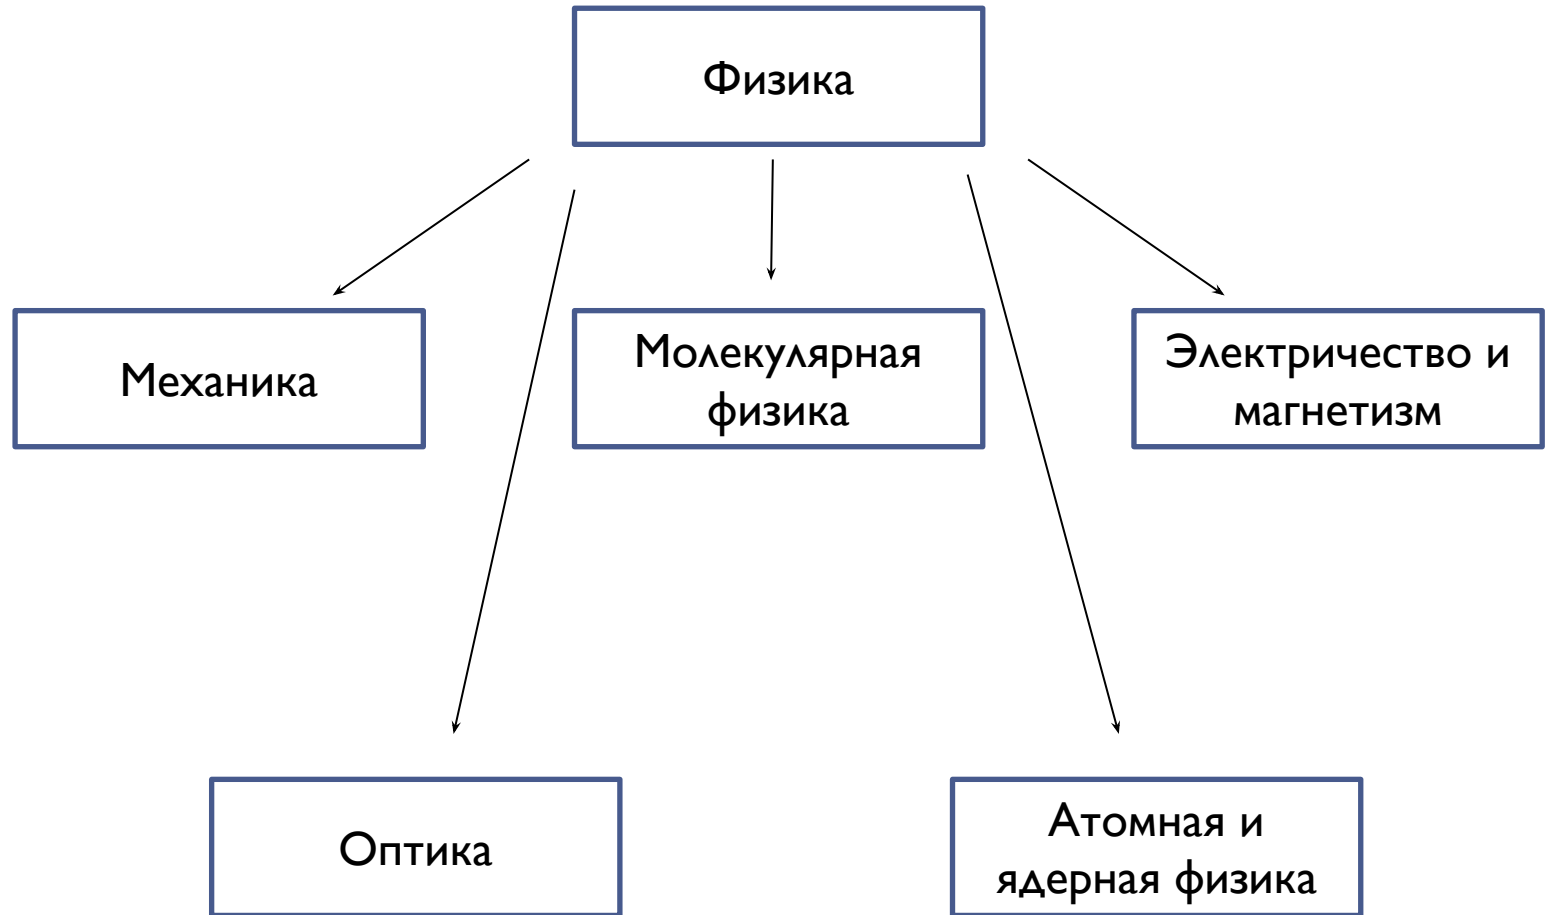 Физика
Механика
Молекулярная
физика
Электричество и
магнетизм
Оптика
Атомная и
ядерная физика